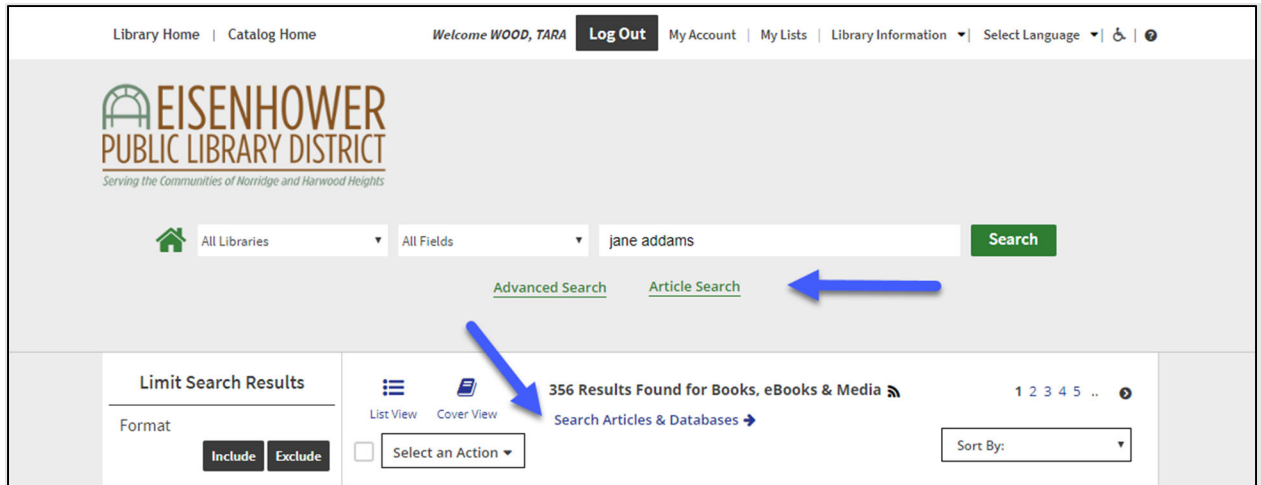 Library Home | Catalog Home Welcome WOOD, TARA Log Out My Account | My Lists | Library Information ▼| Select Language ▼| | ?
EISENHOWER
PUBLIC LIBRARY DISTRICT
Serving the Communities of Norridge and Harwood Heights
All Libraries ▼ All Fields ▼ jane addams Search
Advanced Search Article Search
Limit Search Results
Format
Include Exclude
List View Cover View
356 Results Found for Books, eBooks & Media
Search Articles & Databases →
Select an Action ▼
1 2 3 4 5 ..
Sort By: ▼